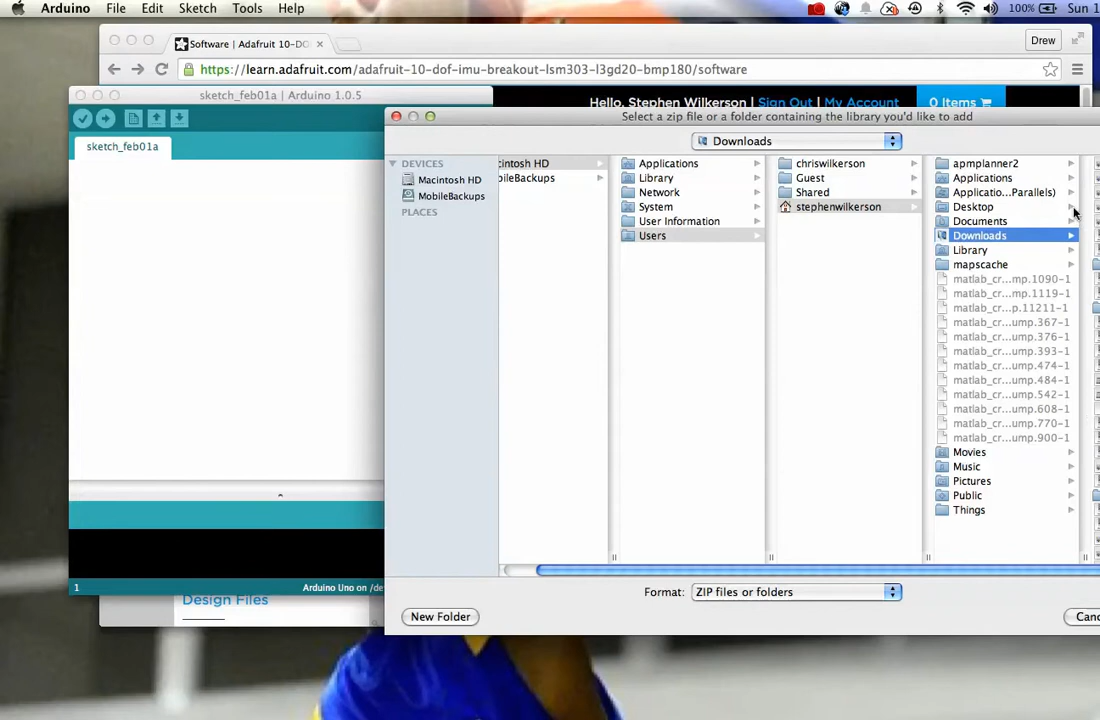 Arduino File Edit Sketch Tools Help 100% Sun 1
Software | Adafruit 10-DO
Drew
https://learn.adafruit.com/adafruit-10-dof-imu-breakout-lsm303-l3gd20-bmp180/software
sketch_feb01a | Arduino 1.0.5
Hello, Stephen Wilkerson | Sign Out | My Account 0 Items
sketch_feb01a
Select a zip file or a folder containing the library you'd like to add
Downloads
DEVICES
Macintosh HD
MobileBackups
PLACES
cintosh HD
bileBackups
Applications
Library
Network
System
User Information
Users
chriswilkerson
Guest
Shared
stephenwilkerson
apmplanner2
Applications
Applicatio...Parallels)
Desktop
Documents
Downloads
Library
mapscache
matlab_cr...mp.1090-1
matlab_cr...mp.1119-1
matlab_cr...p.11211-1
matlab_cr...ump.367-1
matlab_cr...ump.376-1
matlab_cr...ump.393-1
matlab_cr...ump.474-1
matlab_cr...ump.484-1
matlab_cr...ump.542-1
matlab_cr...ump.608-1
matlab_cr...ump.770-1
matlab_cr...ump.900-1
Movies
Music
Pictures
Public
Things
Format: ZIP files or folders
New Folder
Canc
1 Arduino Uno on /de
Design Files